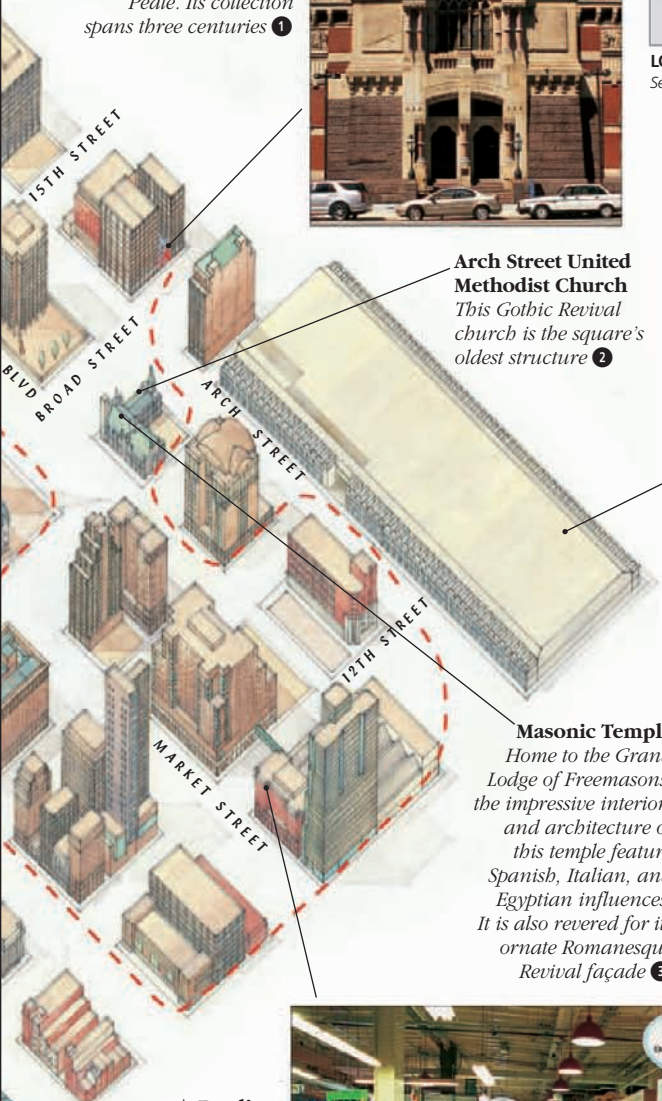 Peale. Its collection
spans three centuries 1
LO
Se
15TH STREET
Arch Street United
Methodist Church
This Gothic Revival
church is the square's
oldest structure 2
BLVD
BROAD STREET
ARCH STREET
12TH STREET
MARKET STREET
Masonic Templ
Home to the Gran
Lodge of Freemasons
the impressive interior
and architecture o
this temple featur
Spanish, Italian, an
Egyptian influences
It is also revered for i
ornate Romanesqu
Revival façade 3